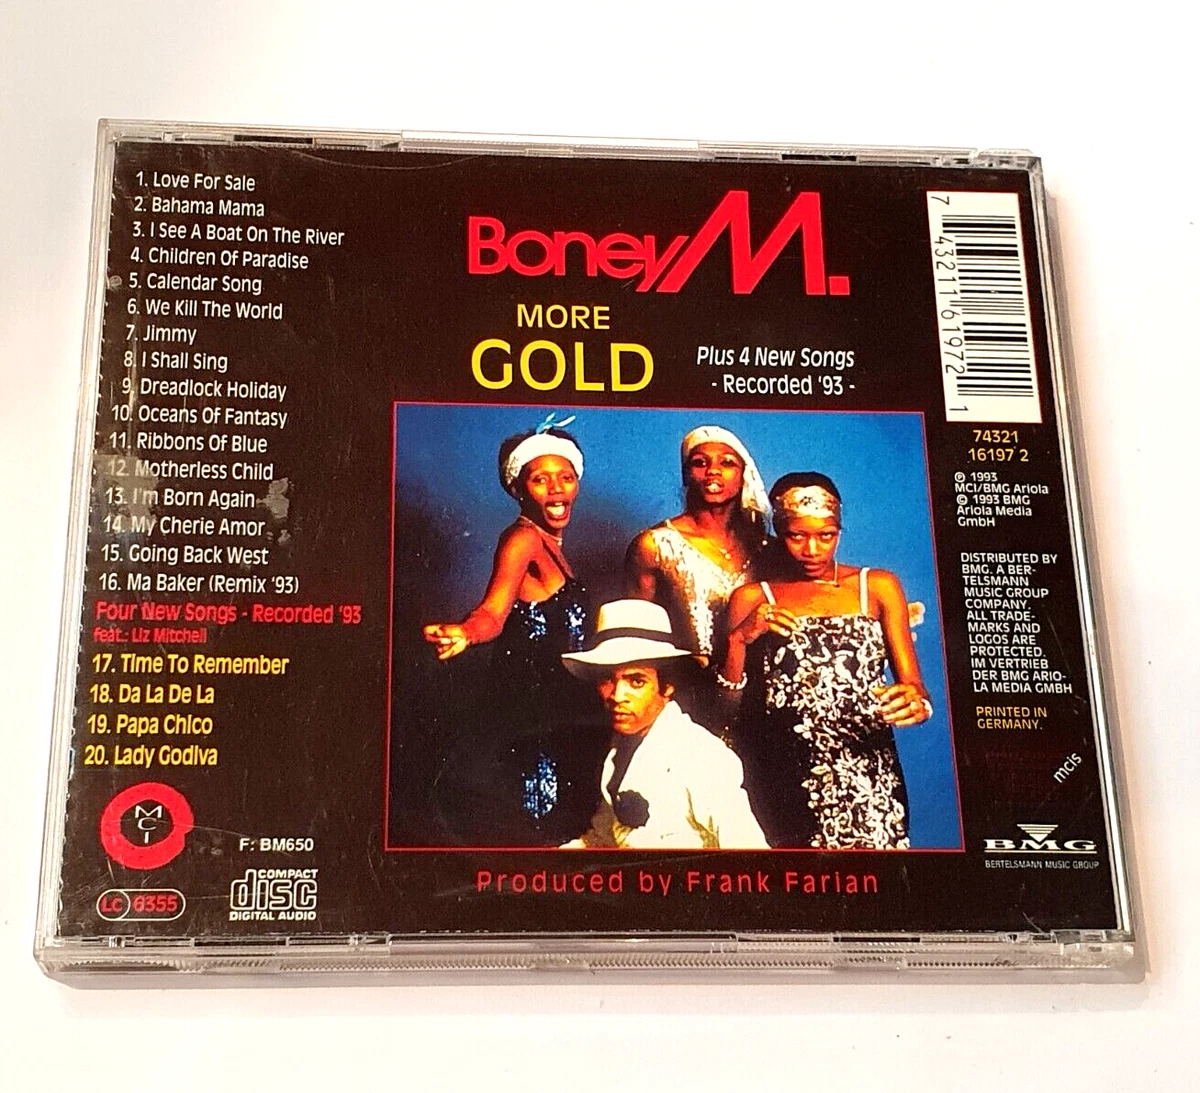 1. Love For Sale
2. Bahama Mama
3. I See A Boat On The River
4. Children Of Paradise
5. Calendar Song
6. We Kill The World
7. Jimmy
8. I Shall Sing
9. Dreadlock Holiday
10. Oceans Of Fantasy
11. Ribbons Of Blue
12. Motherless Child
13. I'm Born Again
14. My Cherie Amor
15. Going Back West
16. Ma Baker (Remix '93)
Four New Songs - Recorded '93
feat.: Liz Mitchell
17. Time To Remember
18. Da La De La
19. Papa Chico
20. Lady Godiva
MCI
F: BM650
LC 6355
COMPACT
disc
DIGITAL AUDIO
Boney M.
MORE
GOLD
Plus 4 New Songs
- Recorded '93 -
Produced by Frank Farian
7 43211 61972 1
74321
16197 2
℗ 1993
MCI/BMG Ariola
© 1993 BMG
Ariola Media
GmbH
DISTRIBUTED BY
BMG. A BER-
TELSMANN
MUSIC GROUP
COMPANY.
ALL TRADE-
MARKS AND
LOGOS ARE
PROTECTED.
IM VERTRIEB
DER BMG ARIO-
LA MEDIA GMBH
PRINTED IN
GERMANY.
mcis
BMG
BERTELSMANN MUSIC GROUP